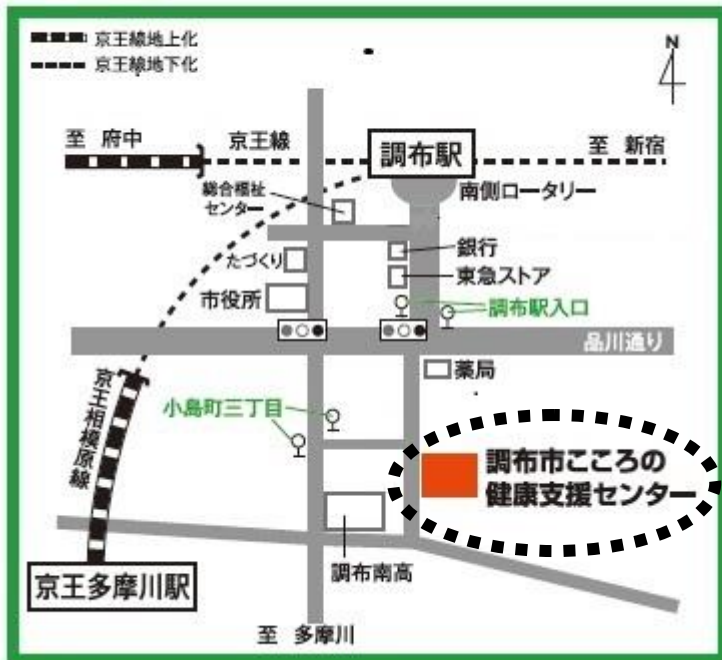 京王線地上化
京王線地下化
N
至 府中
京王線
調布駅
至 新宿
総合福祉
センター
南側ロータリー
たづくり
銀行
東急ストア
市役所
調布駅入口
品川通り
薬局
京王相模原線
小島町三丁目
調布市こころの
健康支援センター
調布南高
京王多摩川駅
至 多摩川